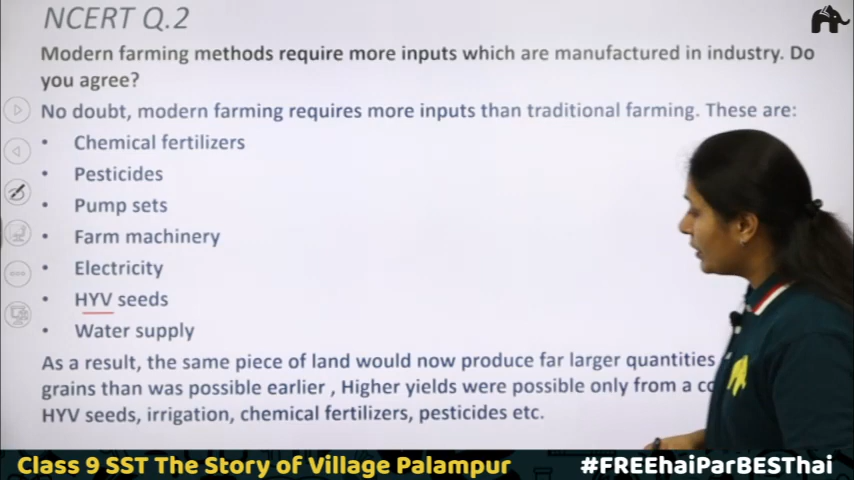 NCERT Q.2
Modern farming methods require more inputs which are manufactured in industry. Do
you agree?
No doubt, modern farming requires more inputs than traditional farming. These are:
• Chemical fertilizers
• Pesticides
• Pump sets
• Farm machinery
• Electricity
• HYV seeds
• Water supply
As a result, the same piece of land would now produce far larger quantities
grains than was possible earlier , Higher yields were possible only from a
HYV seeds, irrigation, chemical fertilizers, pesticides etc.
Class 9 SST The Story of Village Palampur #FREEhaiParBESThai